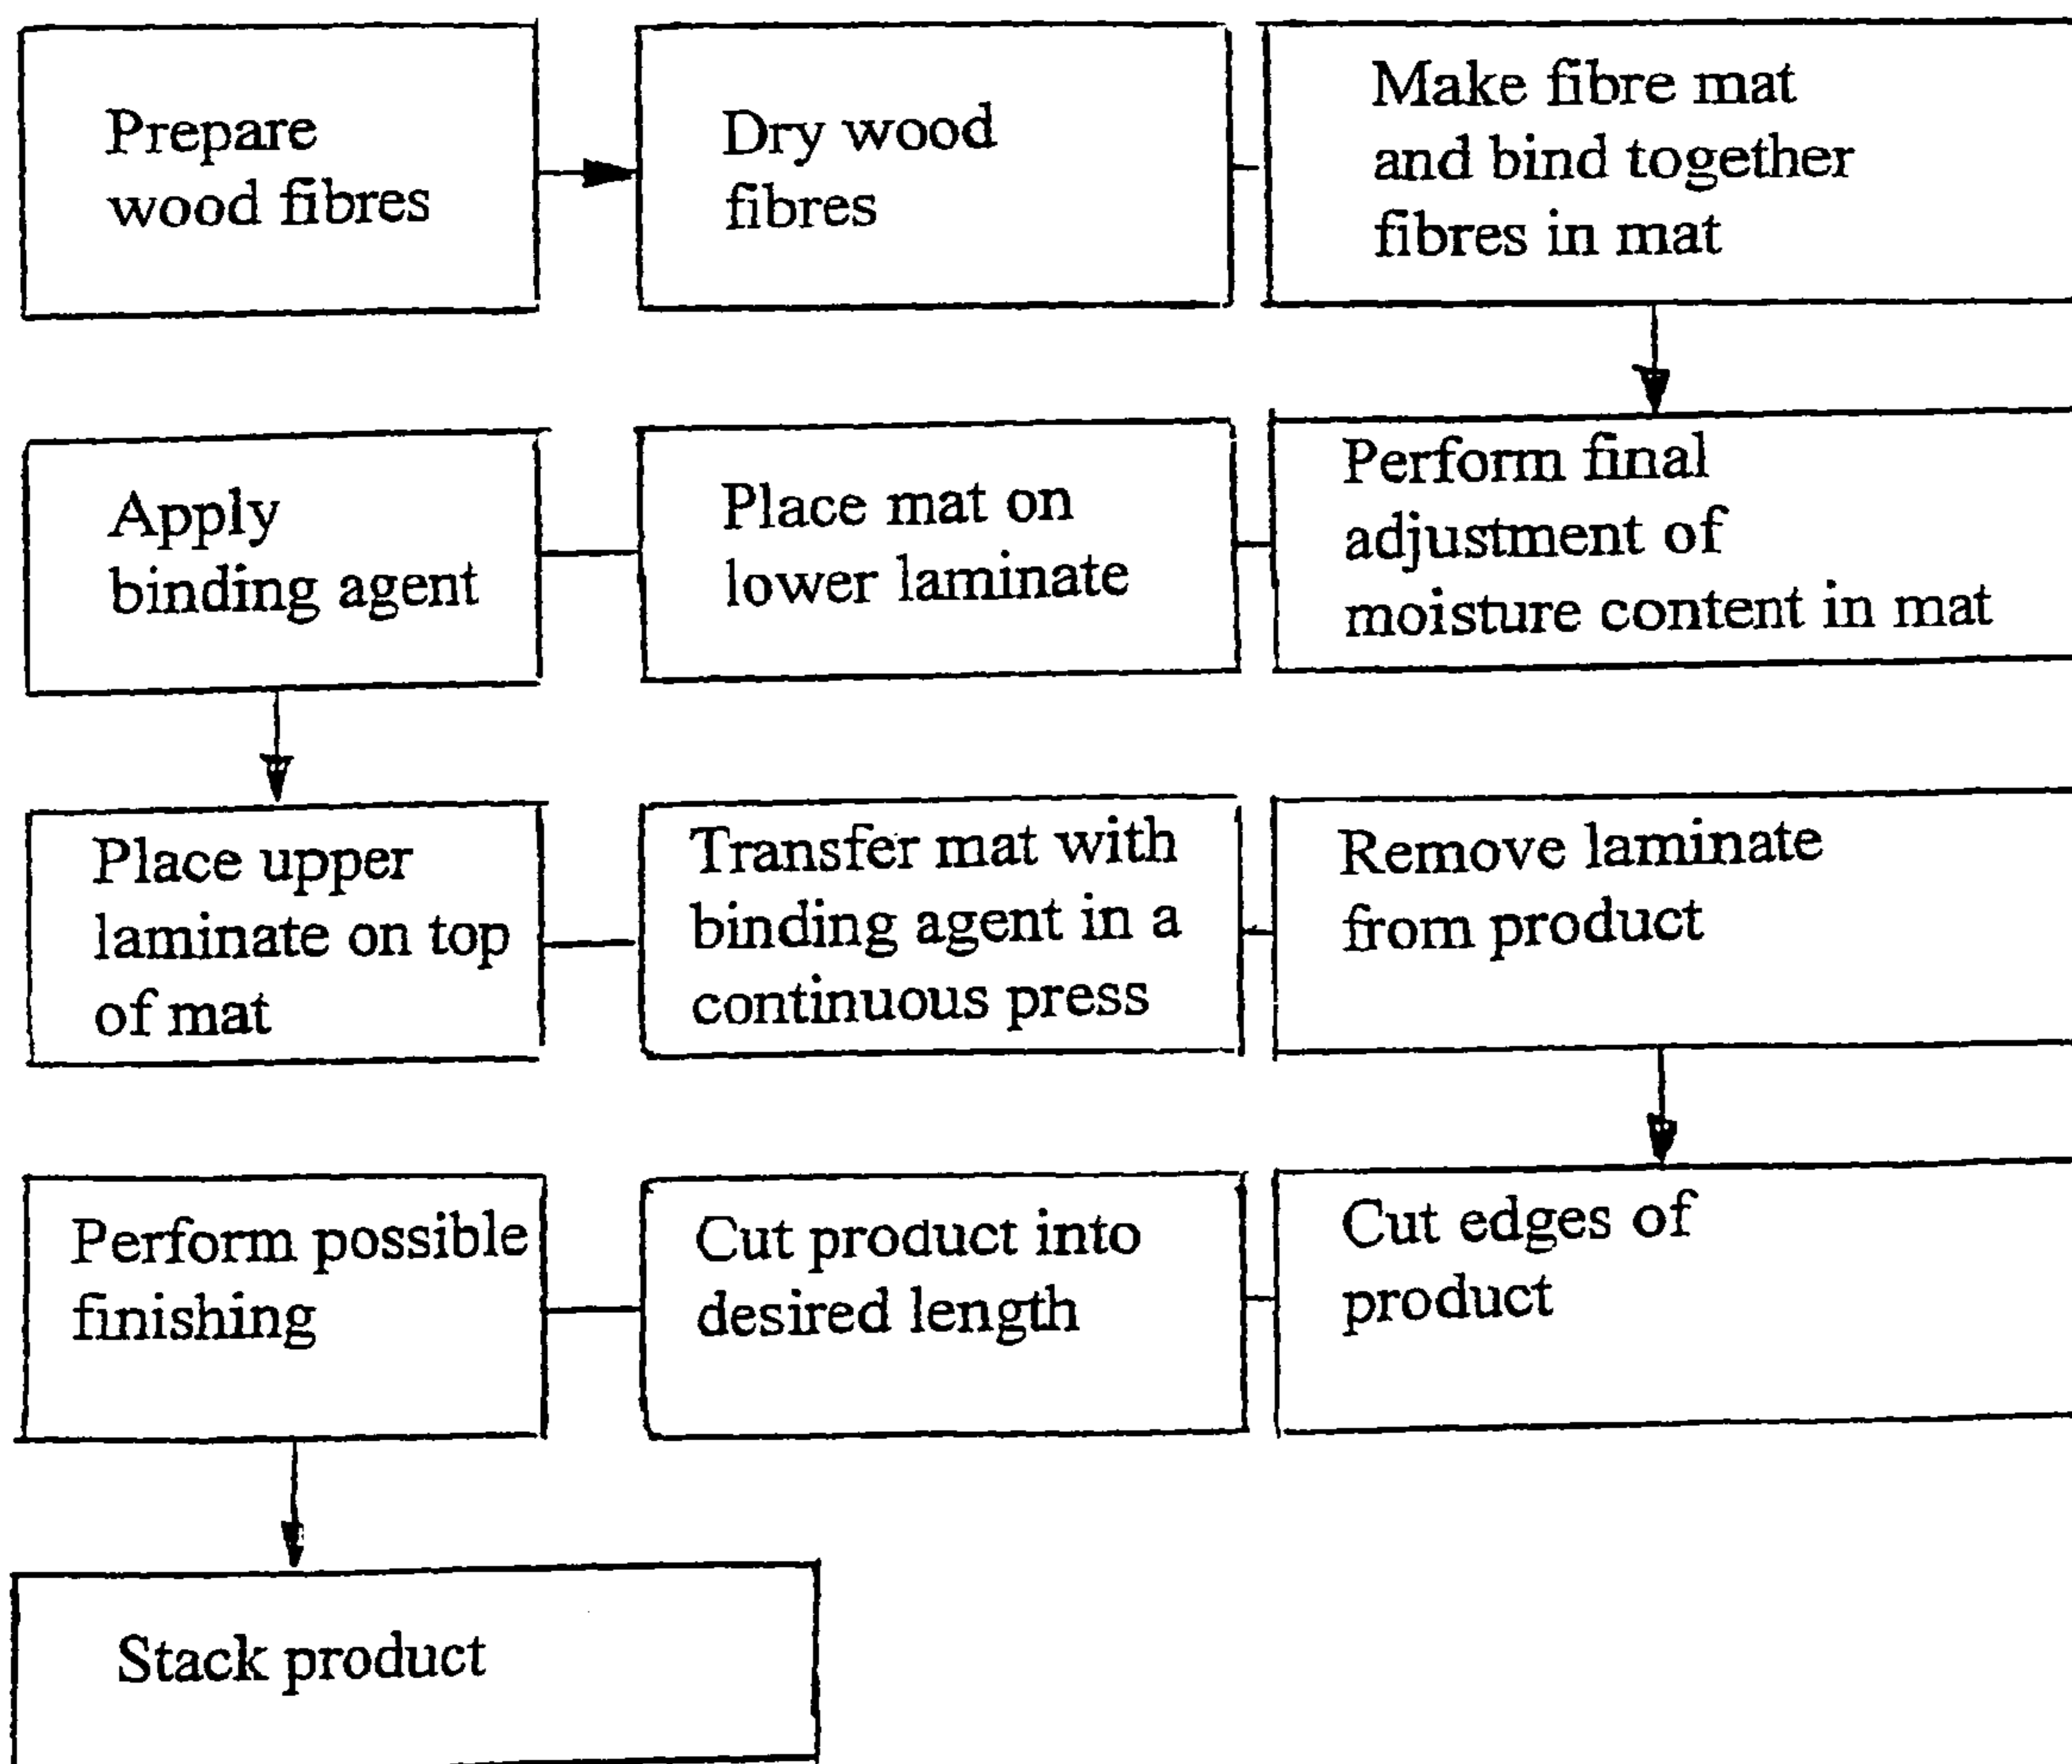 Prepare
wood fibres
Dry wood
fibres
Make fibre mat
and bind together
fibres in mat
Perform final
adjustment of
moisture content in mat
Place mat on
lower laminate
Apply
binding agent
Place upper
laminate on top
of mat
Transfer mat with
binding agent in a
continuous press
Remove laminate
from product
Cut edges of
product
Cut product into
desired length
Perform possible
finishing
Stack product